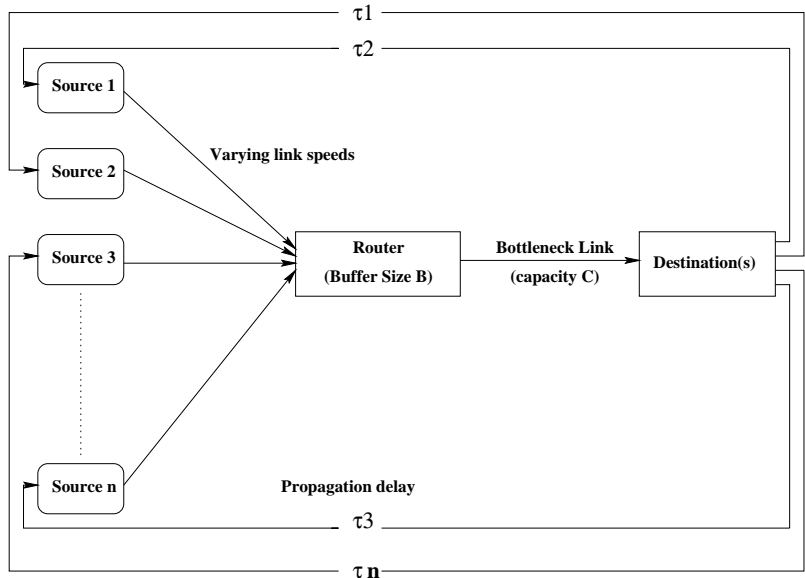 τ1
τ2
Source 1
Varying link speeds
Source 2
Source 3
Router
(Buffer Size B)
Bottleneck Link
(capacity C)
Destination(s)
Source n
Propagation delay
τ3
τn